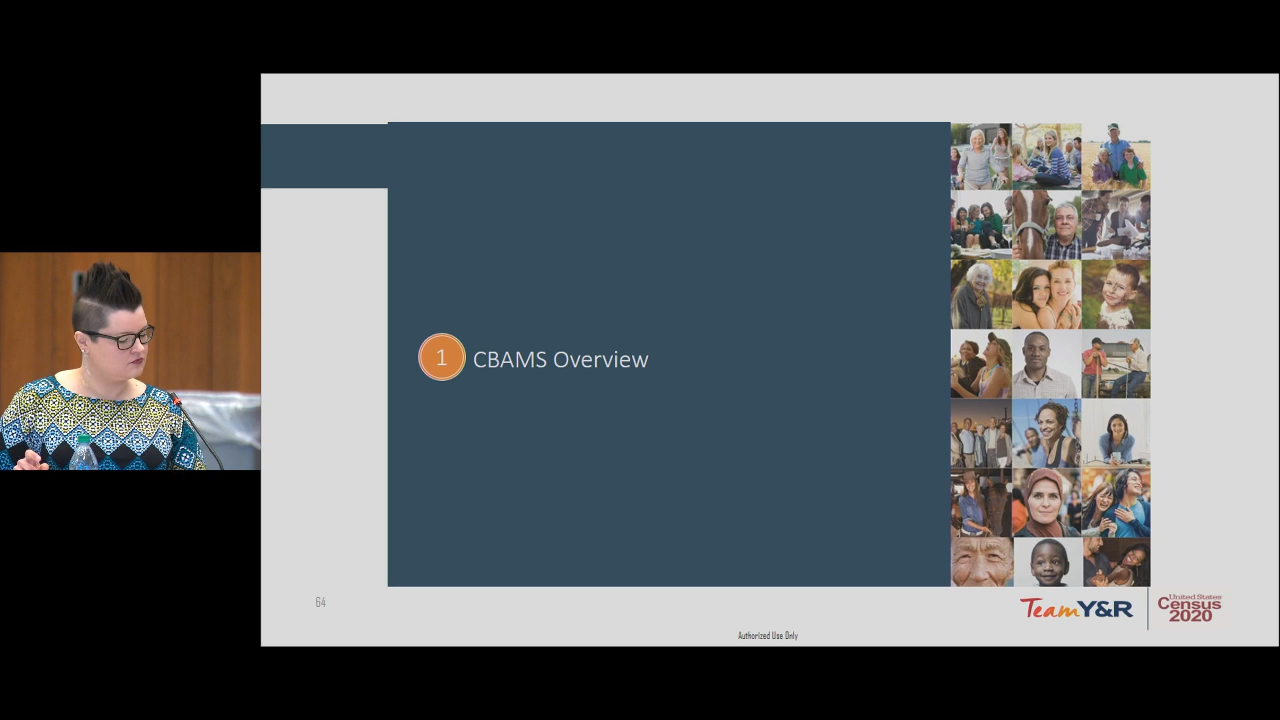 1 CBAMS Overview
64
TeamY&R
United States
Census
2020
Authorized Use Only